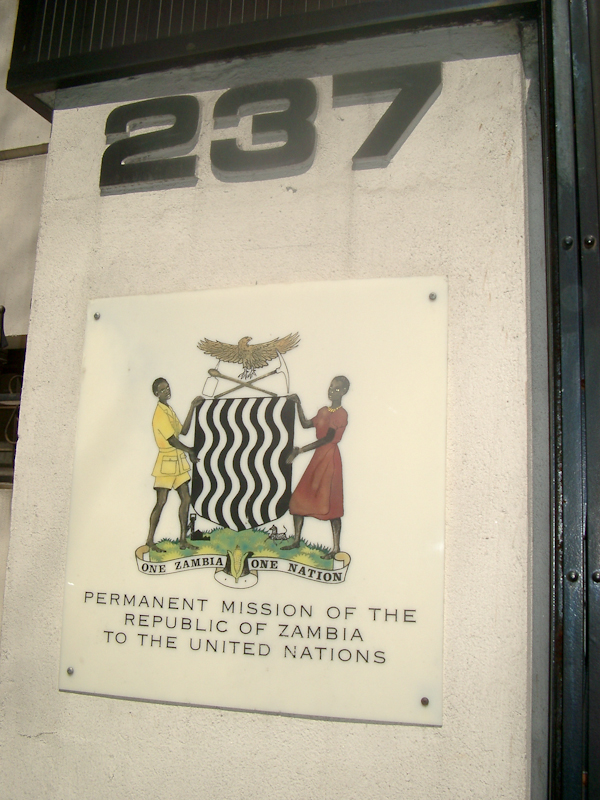 237
ONE ZAMBIA ONE NATION
PERMANENT MISSION OF THE
REPUBLIC OF ZAMBIA
TO THE UNITED NATIONS